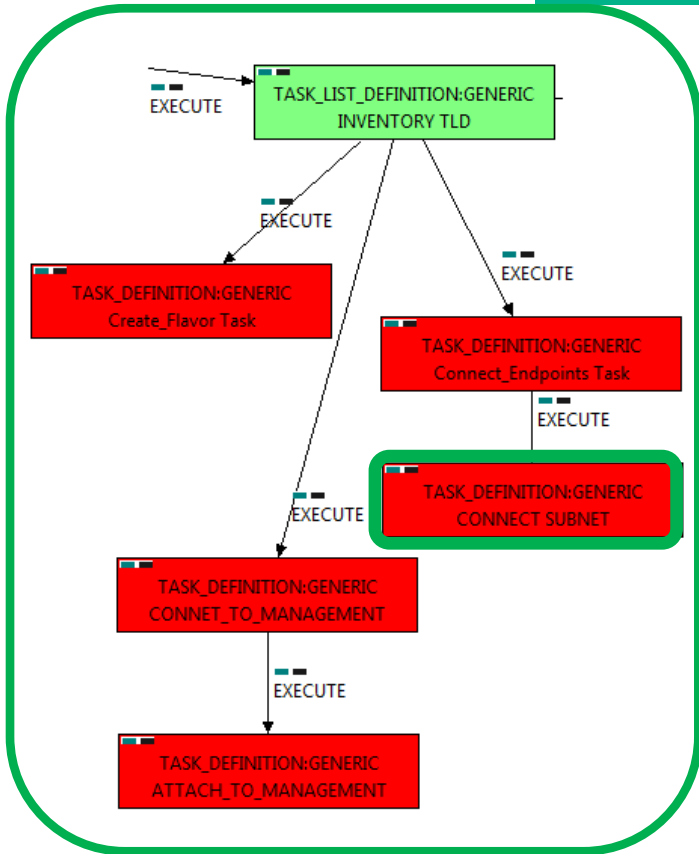 EXECUTE
TASK_LIST_DEFINITION:GENERIC
INVENTORY TLD
EXECUTE
EXECUTE
TASK_DEFINITION:GENERIC
Create_Flavor Task
TASK_DEFINITION:GENERIC
Connect_Endpoints Task
EXECUTE
TASK_DEFINITION:GENERIC
CONNECT SUBNET
EXECUTE
TASK_DEFINITION:GENERIC
CONNET_TO_MANAGEMENT
EXECUTE
TASK_DEFINITION:GENERIC
ATTACH_TO_MANAGEMENT